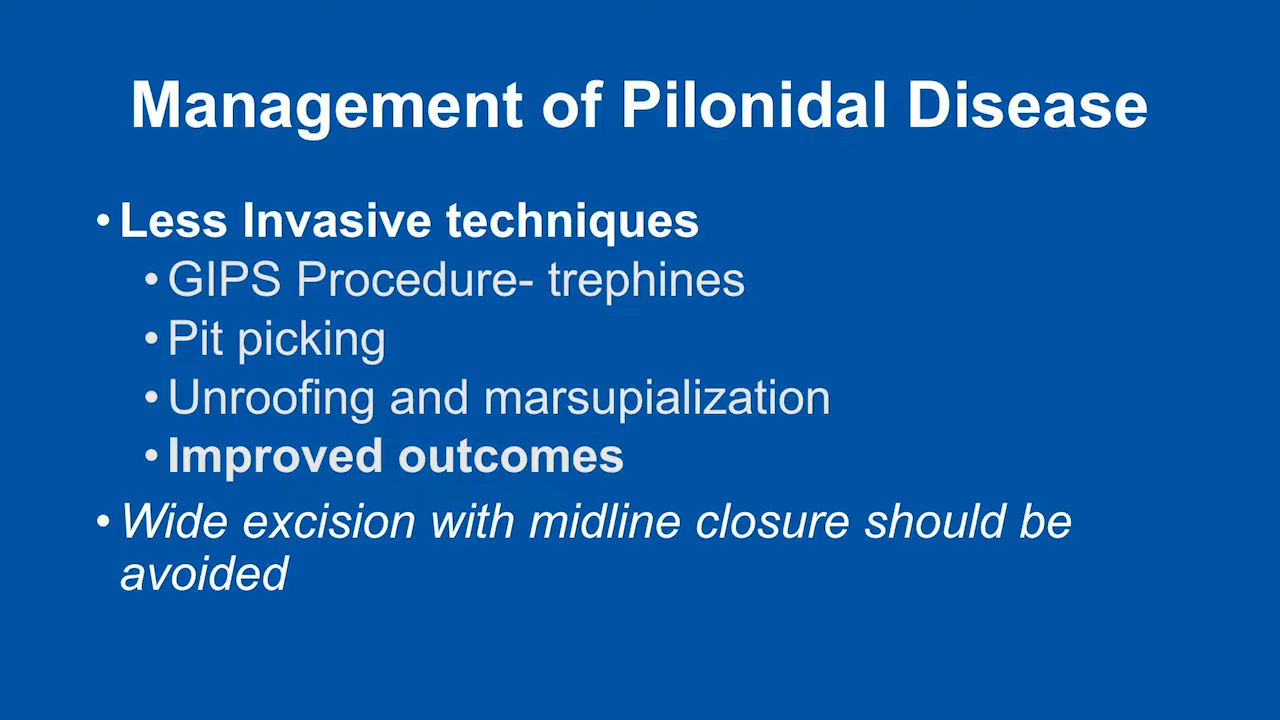 Management of Pilonidal Disease
• Less Invasive techniques
• GIPS Procedure- trephines
• Pit picking
• Unroofing and marsupialization
• Improved outcomes
• Wide excision with midline closure should be
avoided